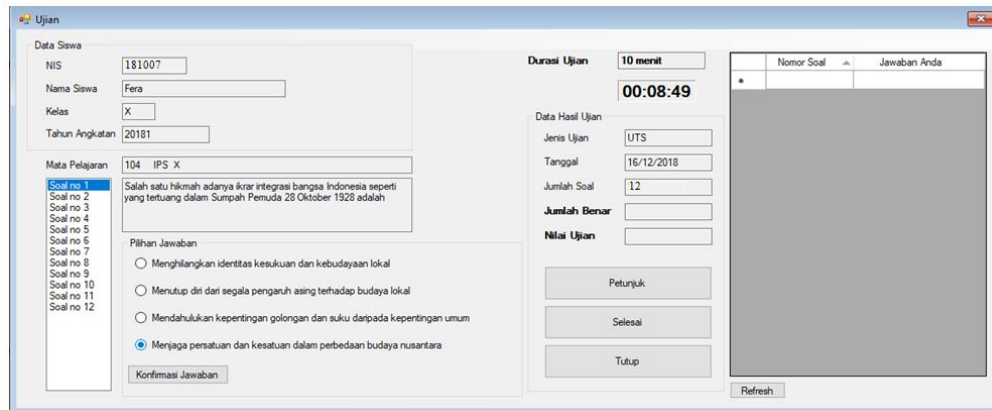 Ujian
Data Siswa
NIS 181007
Nama Siswa Fera
Kelas X
Tahun Angkatan 20181
Mata Pelajaran 104 IPS X
Soal no 1
Soal no 2
Soal no 3
Soal no 4
Soal no 5
Soal no 6
Soal no 7
Soal no 8
Soal no 9
Soal no 10
Soal no 11
Soal no 12
Salah satu hikmah adanya ikrar integrasi bangsa Indonesia seperti
yang tertuang dalam Sumpah Pemuda 28 Oktober 1928 adalah
Pilihan Jawaban
Menghilangkan identitas kesukuan dan kebudayaan lokal
Menutup diri dari segala pengaruh asing terhadap budaya lokal
Mendahulukan kepentingan golongan dan suku daripada kepentingan umum
Menjaga persatuan dan kesatuan dalam perbedaan budaya nusantara
Konfirmasi Jawaban
Durasi Ujian 10 menit
00:08:49
Data Hasil Ujian
Jenis Ujian UTS
Tanggal 16/12/2018
Jumlah Soal 12
Jumlah Benar
Nilai Ujian
Petunjuk
Selesai
Tutup
Nomor Soal Jawaban Anda
Refresh